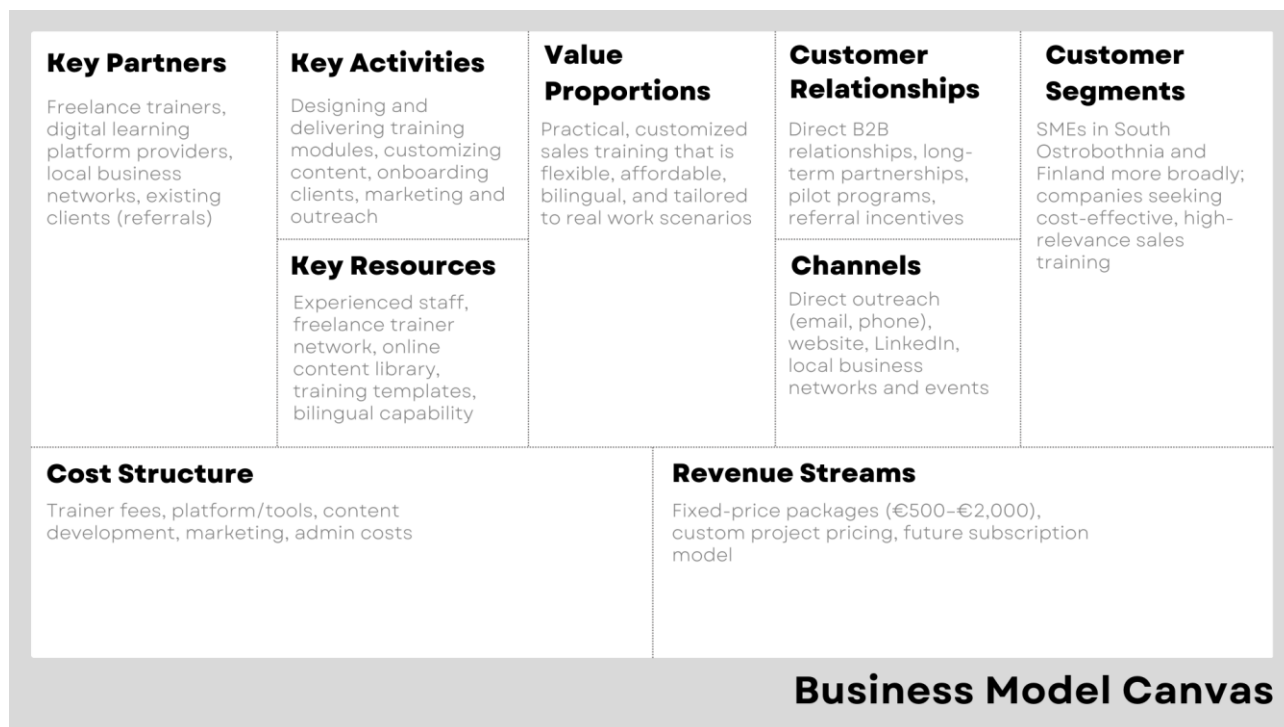 Key Partners
Freelance trainers,
digital learning
platform providers,
local business
networks, existing
clients (referrals)
Key Activities
Designing and
delivering training
modules, customizing
content, onboarding
clients, marketing and
outreach
Key Resources
Experienced staff,
freelance trainer
network, online
content library,
training templates,
bilingual capability
Value
Proportions
Practical, customized
sales training that is
flexible, affordable,
bilingual, and tailored
to real work scenarios
Customer
Relationships
Direct B2B
relationships, long-
term partnerships,
pilot programs,
referral incentives
Channels
Direct outreach
(email, phone),
website, LinkedIn,
local business
networks and events
Customer
Segments
SMEs in South
Ostrobothnia and
Finland more broadly;
companies seeking
cost-effective, high-
relevance sales
training
Cost Structure
Trainer fees, platform/tools, content
development, marketing, admin costs
Revenue Streams
Fixed-price packages (€500–€2,000),
custom project pricing, future subscription
model
Business Model Canvas